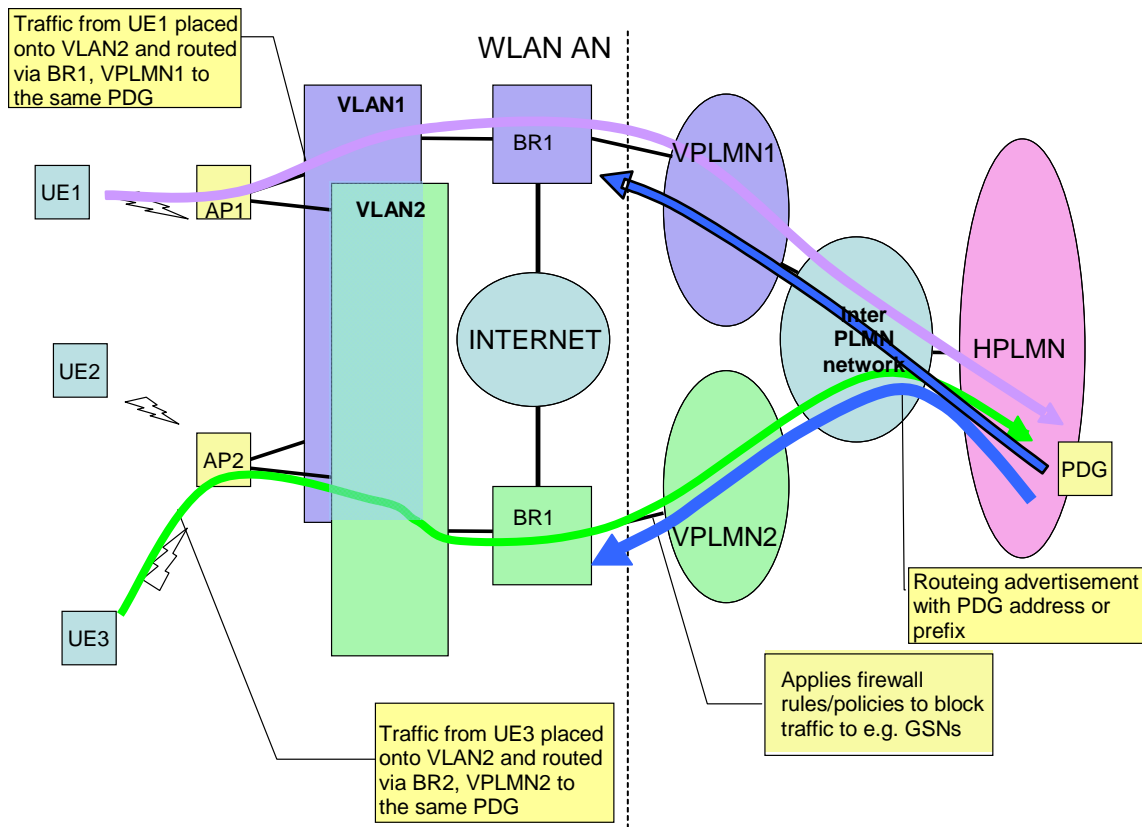 Traffic from UE1 placed
onto VLAN2 and routed
via BR1, VPLMN1 to
the same PDG
WLAN AN
VLAN1
BR1
VPLMN1
UE1
AP1
VLAN2
INTERNET
Inter
PLMN
network
HPLMN
UE2
AP2
PDG
BR1
VPLMN2
UE3
Routeing advertisement
with PDG address or
prefix
Applies firewall
rules/policies to block
traffic to e.g. GSNs
Traffic from UE3 placed
onto VLAN2 and routed
via BR2, VPLMN2 to
the same PDG